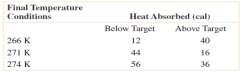 Final Temperature
Conditions Heat Absorbed (cal)
Below Target Above Target
266 K 12 40
271 K 44 16
274 K 56 36